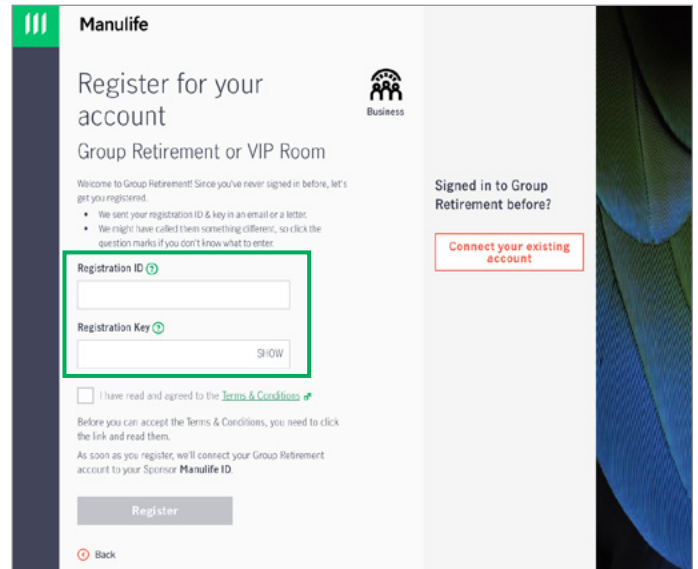 Manulife
Register for your
account
Business
Group Retirement or VIP Room
Welcome to Group Retirement! Since you've never signed in before, let's
get you registered.
• We sent your registration ID & key in an email or a letter.
• We might have called them something different, so click the
question marks if you don't know what to enter.
Registration ID ?
Registration Key ?
SHOW
I have read and agreed to the Terms & Conditions
Before you can accept the Terms & Conditions, you need to click
the link and read them.
As soon as you register, we'll connect your Group Retirement
account to your Sponsor Manulife ID.
Register
Back
Signed in to Group
Retirement before?
Connect your existing
account